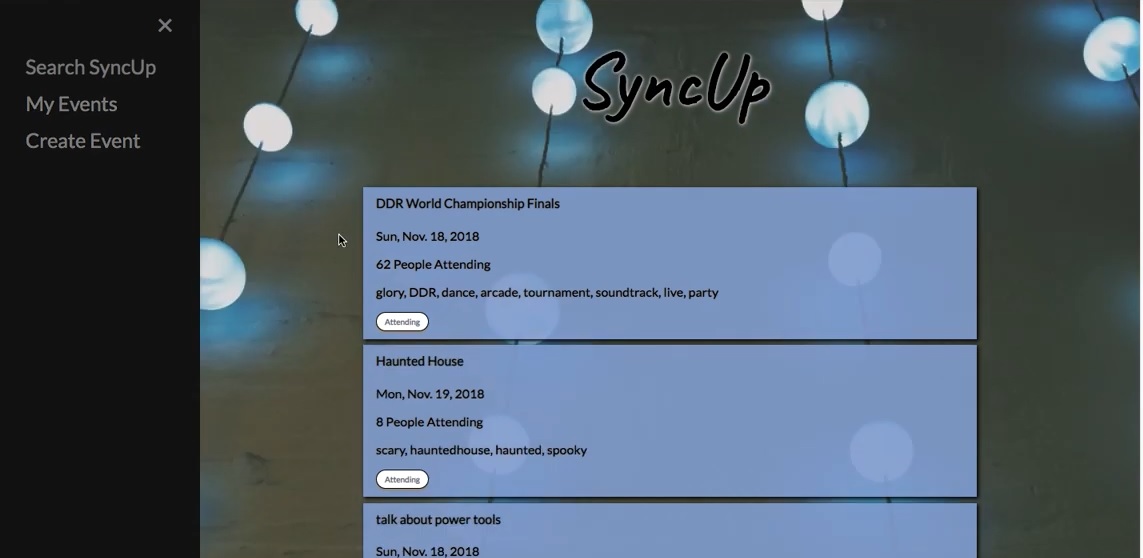 ×
Search SyncUp
My Events
Create Event
SyncUp
DDR World Championship Finals
Sun, Nov. 18, 2018
62 People Attending
glory, DDR, dance, arcade, tournament, soundtrack, live, party
Attending
Haunted House
Mon, Nov. 19, 2018
8 People Attending
scary, hauntedhouse, haunted, spooky
Attending
talk about power tools
Sun, Nov. 18, 2018